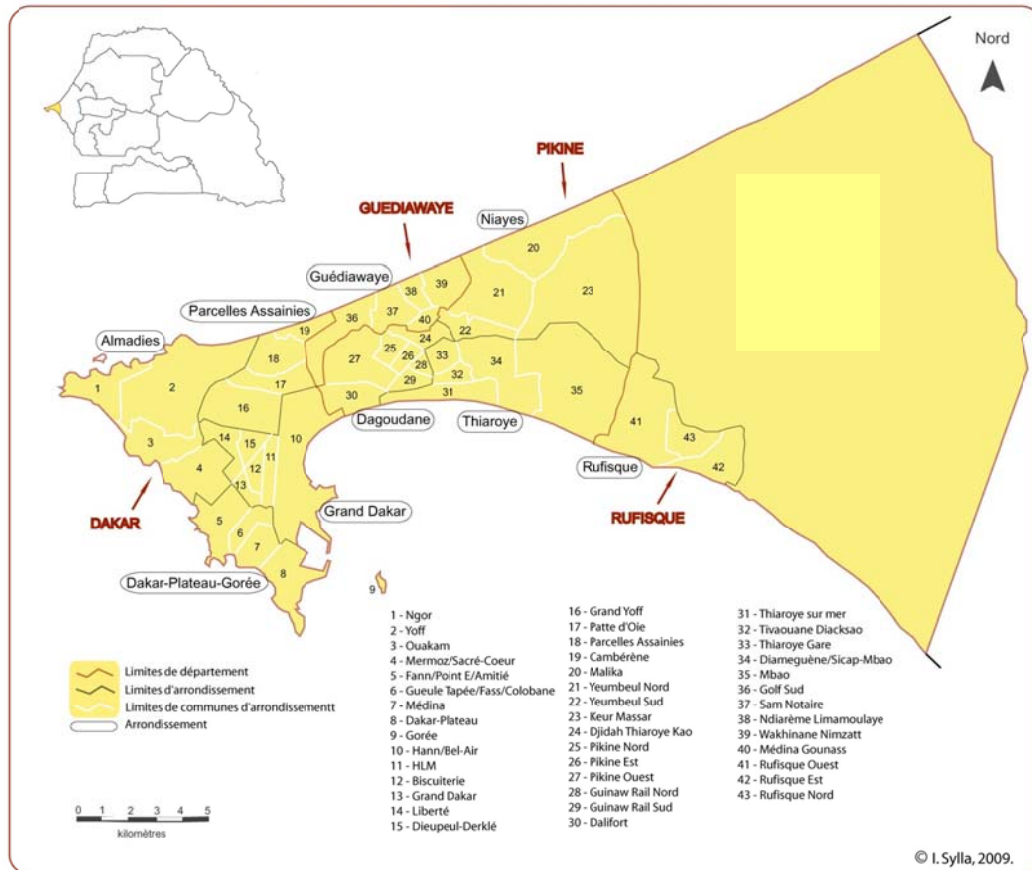 Nord
PIKINE
GUEDIAWAYE
Niayes
20
Guédiawaye
39
38
21
23
Parcelles Assainies
36
37
40
19
22
24
Almadies
25
33
34
18
27
26
28
32
35
1
2
17
29
31
30
16
Dagoudane
Thiaroye
41
14
15
10
43
3
11
Rufisque
42
4
12
13
DAKAR
5
Grand Dakar
RUFISQUE
6
7
8
Dakar-Plateau-Gorée
9
Limites de département
Limites d'arrondissement
Limites de communes d'arrondissementt
Arrondissement
0 1 2 3 4 5
kilomètres
1 - Ngor
2 - Yoff
3 - Ouakam
4 - Mermoz/Sacré-Coeur
5 - Fann/Point E/Amitié
6 - Gueule Tapée/Fass/Colobane
7 - Médina
8 - Dakar-Plateau
9 - Gorée
10 - Hann/Bel-Air
11 - HLM
12 - Biscuiterie
13 - Grand Dakar
14 - Liberté
15 - Dieupeul-Derklé
16 - Grand Yoff
17 - Patte d'Oie
18 - Parcelles Assainies
19 - Cambérène
20 - Malika
21 - Yeumbeul Nord
22 - Yeumbeul Sud
23 - Keur Massar
24 - Djidah Thiaroye Kao
25 - Pikine Nord
26 - Pikine Est
27 - Pikine Ouest
28 - Guinaw Rail Nord
29 - Guinaw Rail Sud
30 - Dalifort
31 - Thiaroye sur mer
32 - Tivaouane Diacksao
33 - Thiaroye Gare
34 - Diameguène/Sicap-Mbao
35 - Mbao
36 - Golf Sud
37 - Sam Notaire
38 - Ndiarème Limamoulaye
39 - Wakhinane Nimzatt
40 - Médina Gounass
41 - Rufisque Ouest
42 - Rufisque Est
43 - Rufisque Nord
© I. Sylla, 2009.